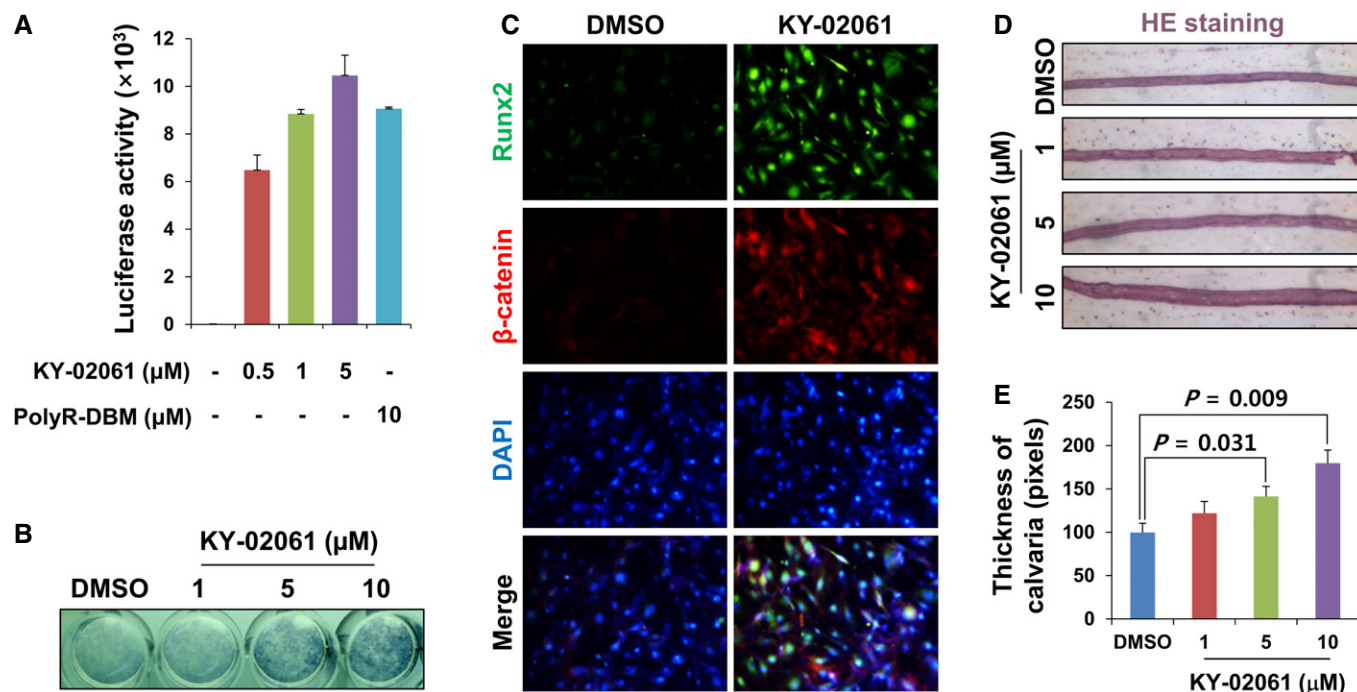 A
Luciferase activity (×10³)
12
10
8
6
4
2
0
KY-02061 (μM) - 0.5 1 5 -
PolyR-DBM (μM) - - - - 10
B
KY-02061 (μM)
DMSO 1 5 10
C
DMSO KY-02061
Runx2
β-catenin
DAPI
Merge
D
HE staining
DMSO
KY-02061 (μM)
1
5
10
E
Thickness of
calvaria (pixels)
250
200
150
100
50
0
P = 0.009
P = 0.031
DMSO 1 5 10
KY-02061 (μM)